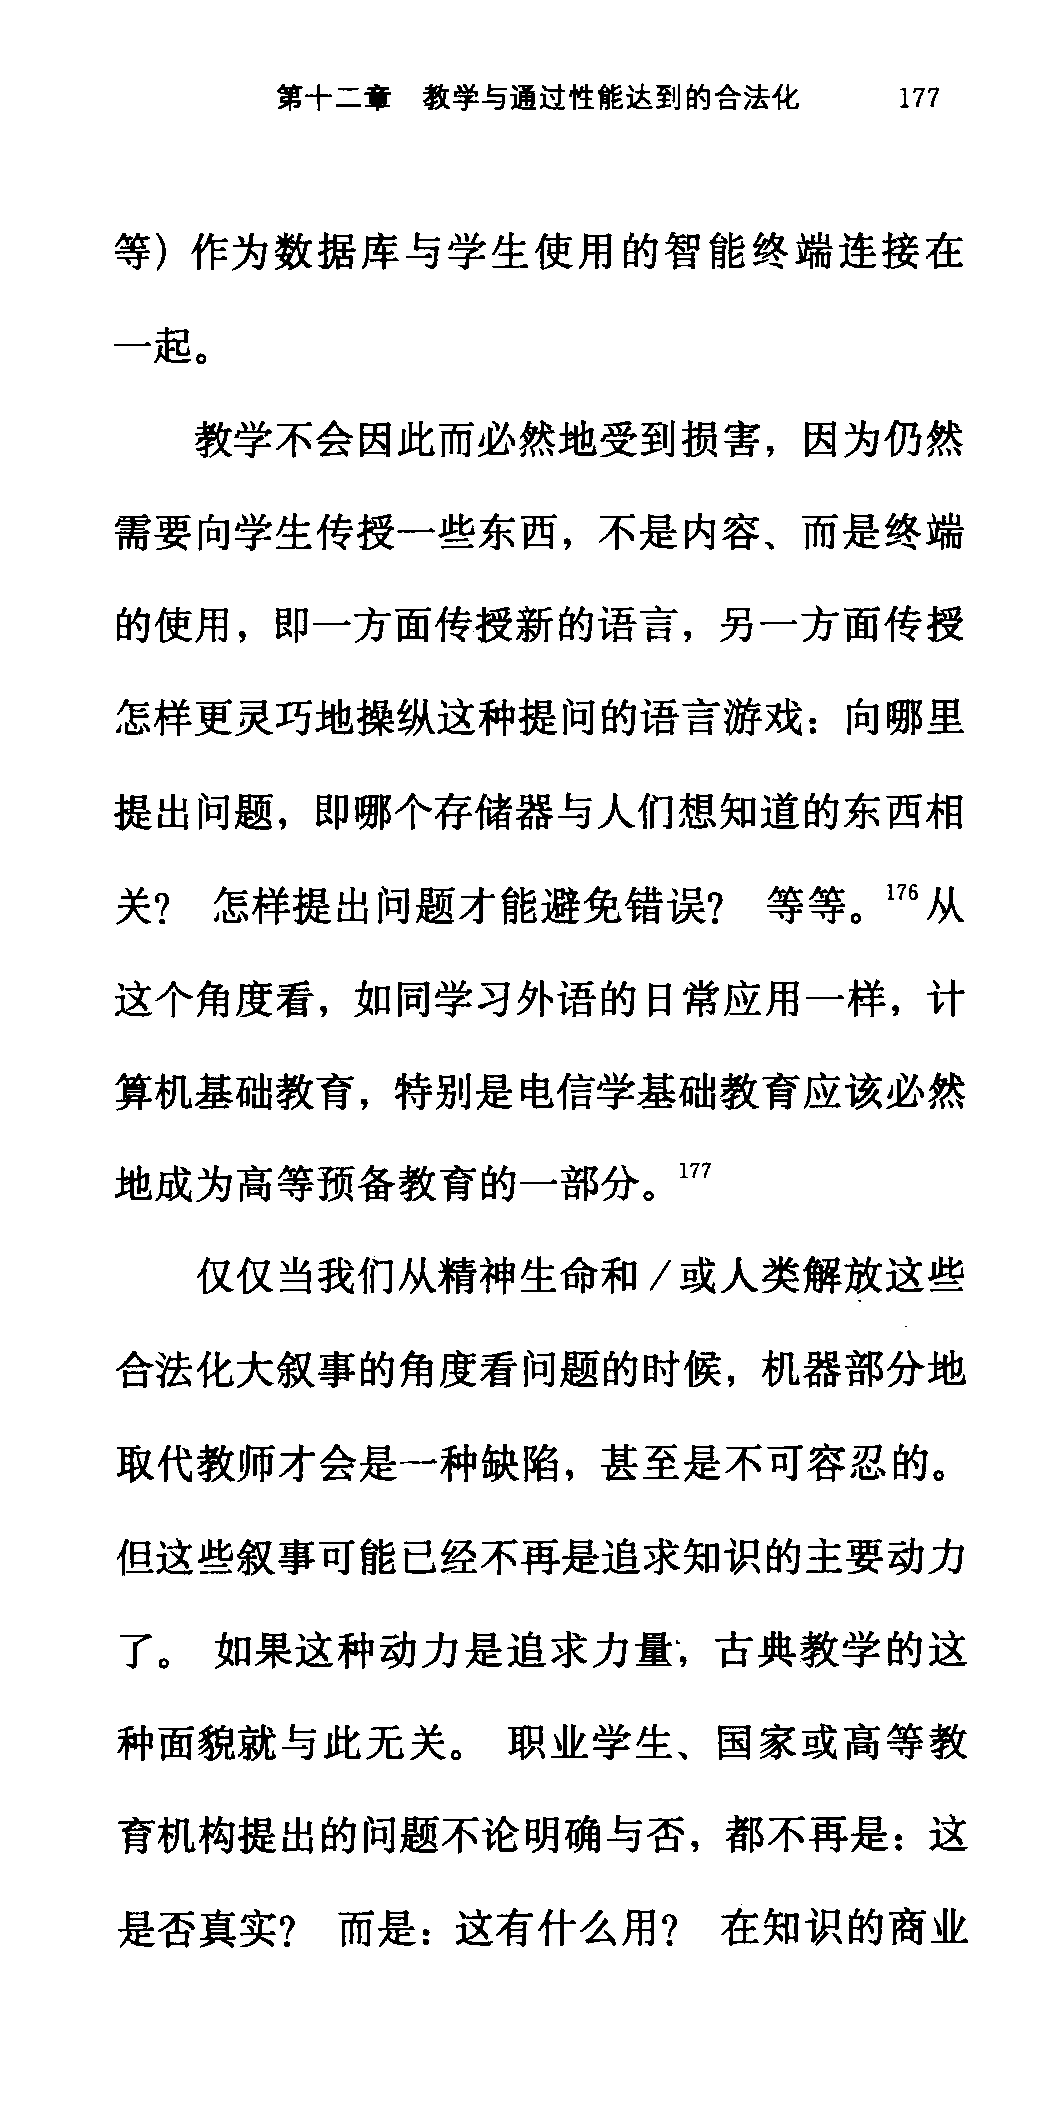 第十二章 教学与通过性能达到的合法化 177
等）作为数据库与学生使用的智能终端连接在
一起。
教学不会因此而必然地受到损害，因为仍然
需要向学生传授一些东西，不是内容、而是终端
的使用，即一方面传授新的语言，另一方面传授
怎样更灵巧地操纵这种提问的语言游戏：向哪里
提出问题，即哪个存储器与人们想知道的东西相
关？ 怎样提出问题才能避免错误？ 等等。176 从
这个角度看，如同学习外语的日常应用一样，计
算机基础教育，特别是电信学基础教育应该必然
地成为高等预备教育的一部分。177
仅仅当我们从精神生命和/或人类解放这些
合法化大叙事的角度看问题的时候，机器部分地
取代教师才会是一种缺陷，甚至是不可容忍的。
但这些叙事可能已经不再是追求知识的主要动力
了。 如果这种动力是追求力量，古典教学的这
种面貌就与此无关。 职业学生、国家或高等教
育机构提出的问题不论明确与否，都不再是：这
是否真实？ 而是：这有什么用？ 在知识的商业